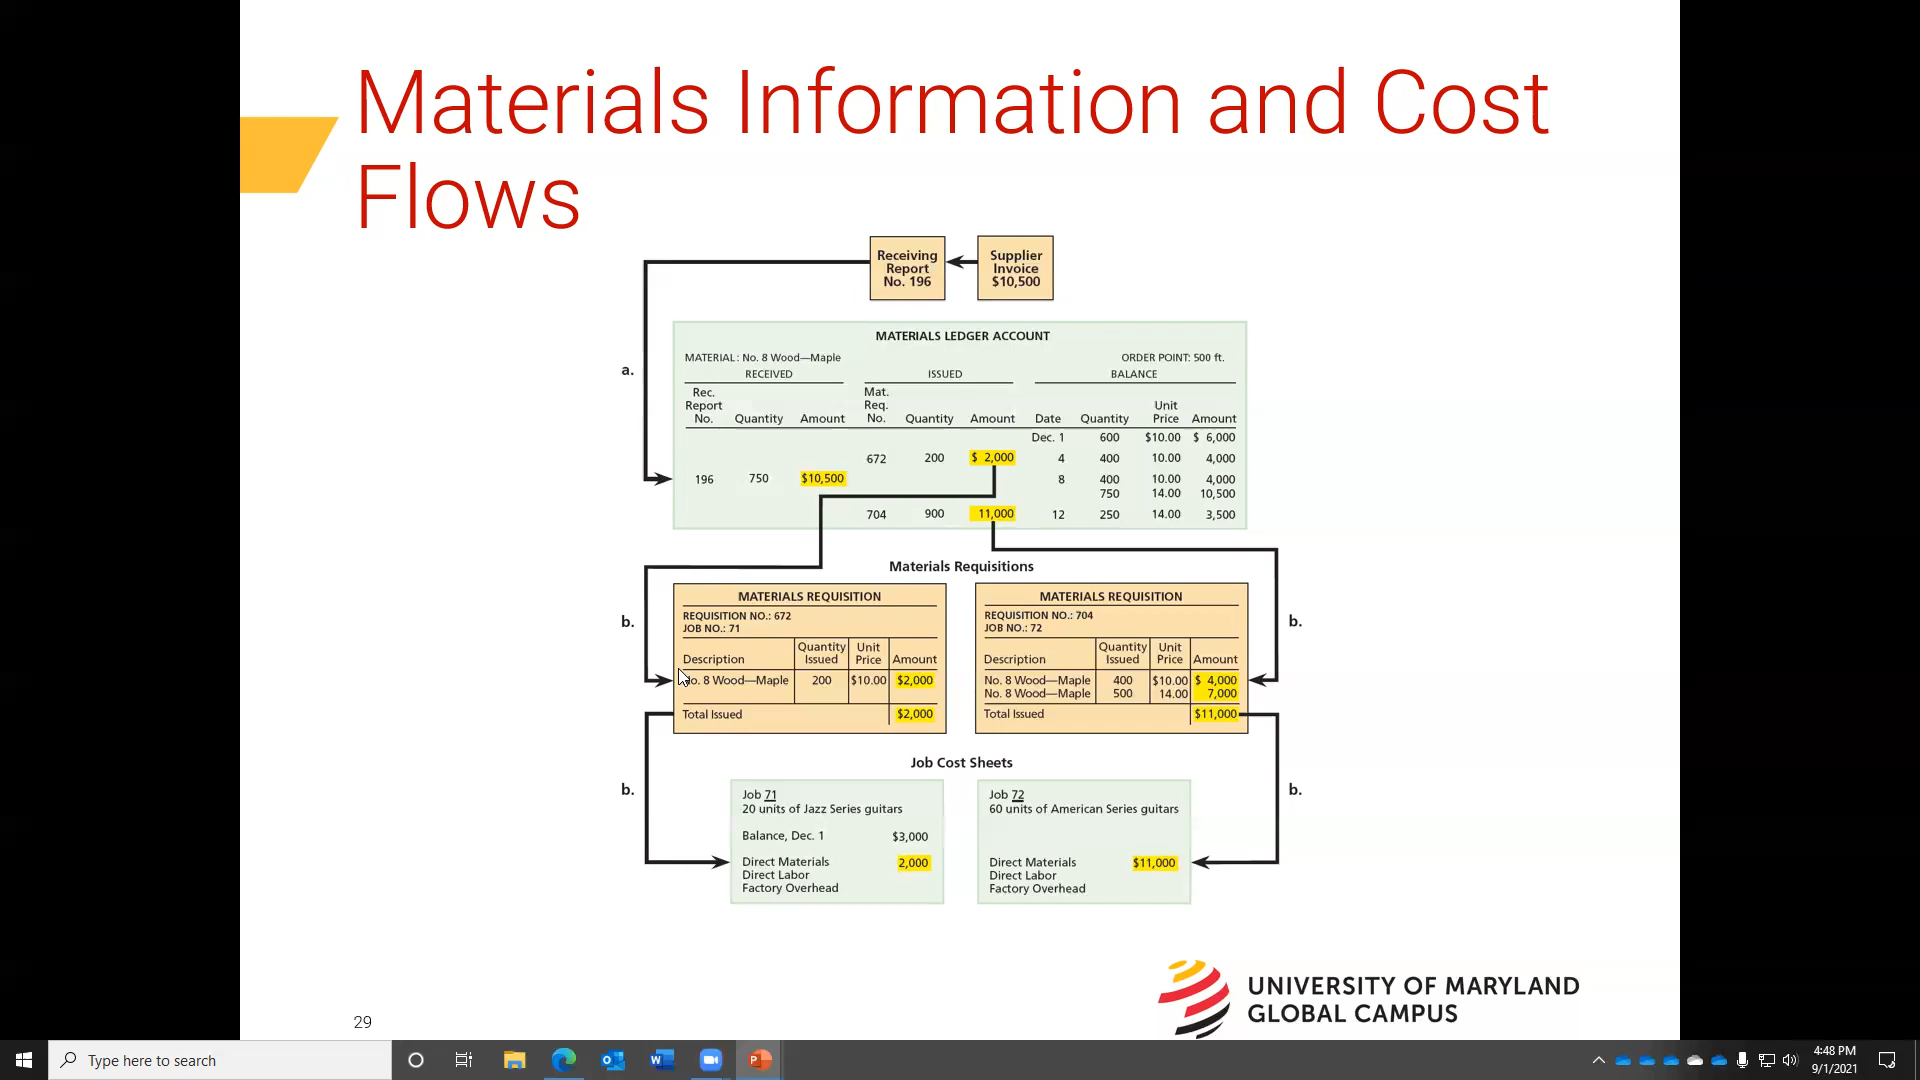 Materials Information and Cost
Flows
Receiving
Report
No. 196
Supplier
Invoice
$10,500
a.
MATERIALS LEDGER ACCOUNT
MATERIAL: No. 8 Wood—Maple ORDER POINT: 500 ft.
RECEIVED ISSUED BALANCE
Rec. Mat.
Report Req. Unit
No. Quantity Amount No. Quantity Amount Date Quantity Price Amount
Dec. 1 600 $10.00 $ 6,000
672 200 $ 2,000 4 400 10.00 4,000
196 750 $10,500 8 400 10.00 4,000
750 14.00 10,500
704 900 11,000 12 250 14.00 3,500
Materials Requisitions
b.
MATERIALS REQUISITION
REQUISITION NO.: 672
JOB NO.: 71
Quantity Unit
Description Issued Price Amount
No. 8 Wood—Maple 200 $10.00 $2,000
Total Issued $2,000
MATERIALS REQUISITION
REQUISITION NO.: 704
JOB NO.: 72
Quantity Unit
Description Issued Price Amount
No. 8 Wood—Maple 400 $10.00 $ 4,000
No. 8 Wood—Maple 500 14.00 7,000
Total Issued $11,000
b.
Job Cost Sheets
b.
Job 71
20 units of Jazz Series guitars
Balance, Dec. 1 $3,000
Direct Materials 2,000
Direct Labor
Factory Overhead
Job 72
60 units of American Series guitars
Direct Materials $11,000
Direct Labor
Factory Overhead
b.
UNIVERSITY OF MARYLAND
GLOBAL CAMPUS
29
Type here to search
4:48 PM
9/1/2021